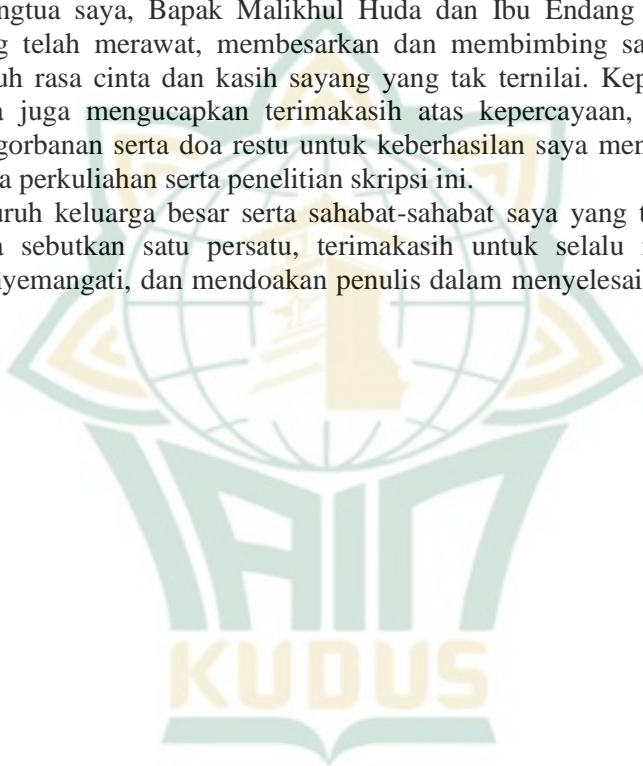 ngtua saya, Bapak Malikhul Huda dan Ibu Endang
g telah merawat, membesarkan dan membimbing sa
uh rasa cinta dan kasih sayang yang tak ternilai. Kep
a juga mengucapkan terimakasih atas kepercayaan,
gorbanan serta doa restu untuk keberhasilan saya men
a perkuliahan serta penelitian skripsi ini.
uruh keluarga besar serta sahabat-sahabat saya yang t
a sebutkan satu persatu, terimakasih untuk selalu
nyemangati, dan mendoakan penulis dalam menyelesai
IAIN
KUDUS